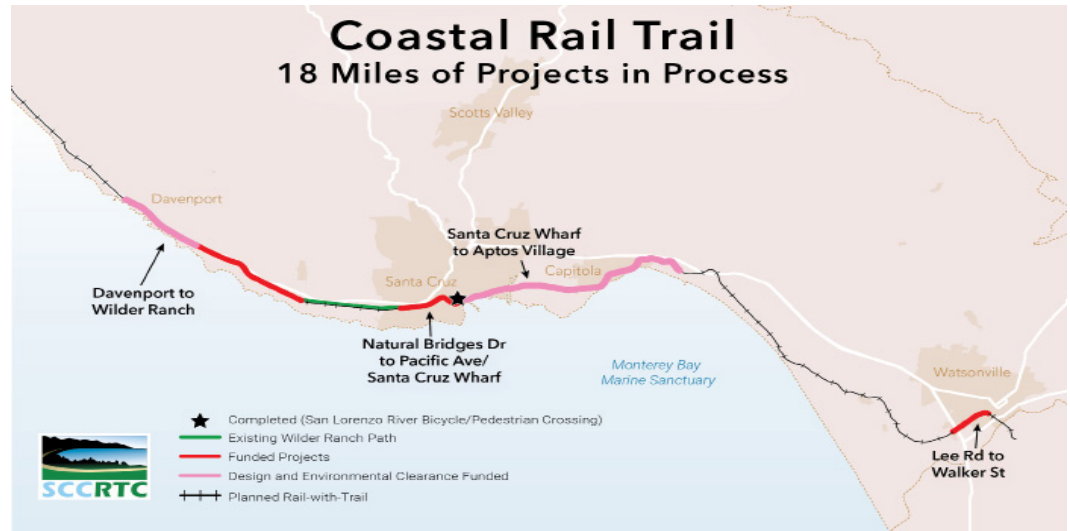 Coastal Rail Trail
18 Miles of Projects in Process
Scotts Valley
Davenport
Santa Cruz Wharf
to Aptos Village
Santa Cruz
Capitola
Davenport to
Wilder Ranch
Natural Bridges Dr
to Pacific Ave/
Santa Cruz Wharf
Monterey Bay
Marine Sanctuary
Watsonville
Lee Rd to
Walker St
Completed (San Lorenzo River Bicycle/Pedestrian Crossing)
Existing Wilder Ranch Path
Funded Projects
Design and Environmental Clearance Funded
Planned Rail-with-Trail
SCCRTC